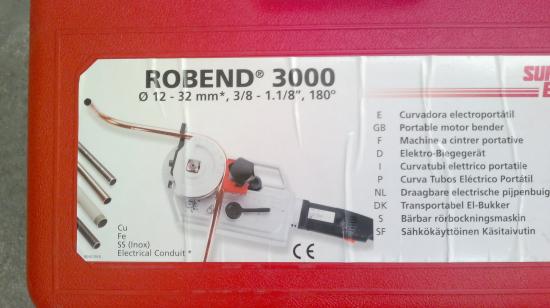 ROBEND® 3000
Ø 12 - 32 mm*, 3/8 - 1.1/8", 180º
E Curvadora electroportátil
GB Portable motor bender
F Machine a cintrer portative
D Elektro-Biegegerät
I Curvatubi elettrico portatile
P Curva Tubos Eléctrico Portátil
NL Draagbare electrische pijpenbuig
DK Transportabel El-Bukker
S Bärbar rörbockningsmaskin
SF Sähkökäyttöinen Käsitaivutin
Cu
Fe
SS (Inox)
Electrical Conduit *
CE